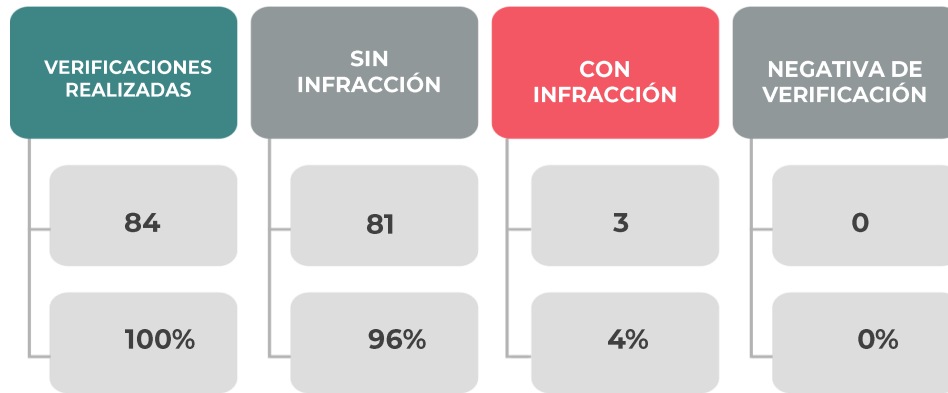 VERIFICACIONES
REALIZADAS
84
100%
SIN
INFRACCIÓN
81
96%
CON
INFRACCIÓN
3
4%
NEGATIVA DE
VERIFICACIÓN
0
0%